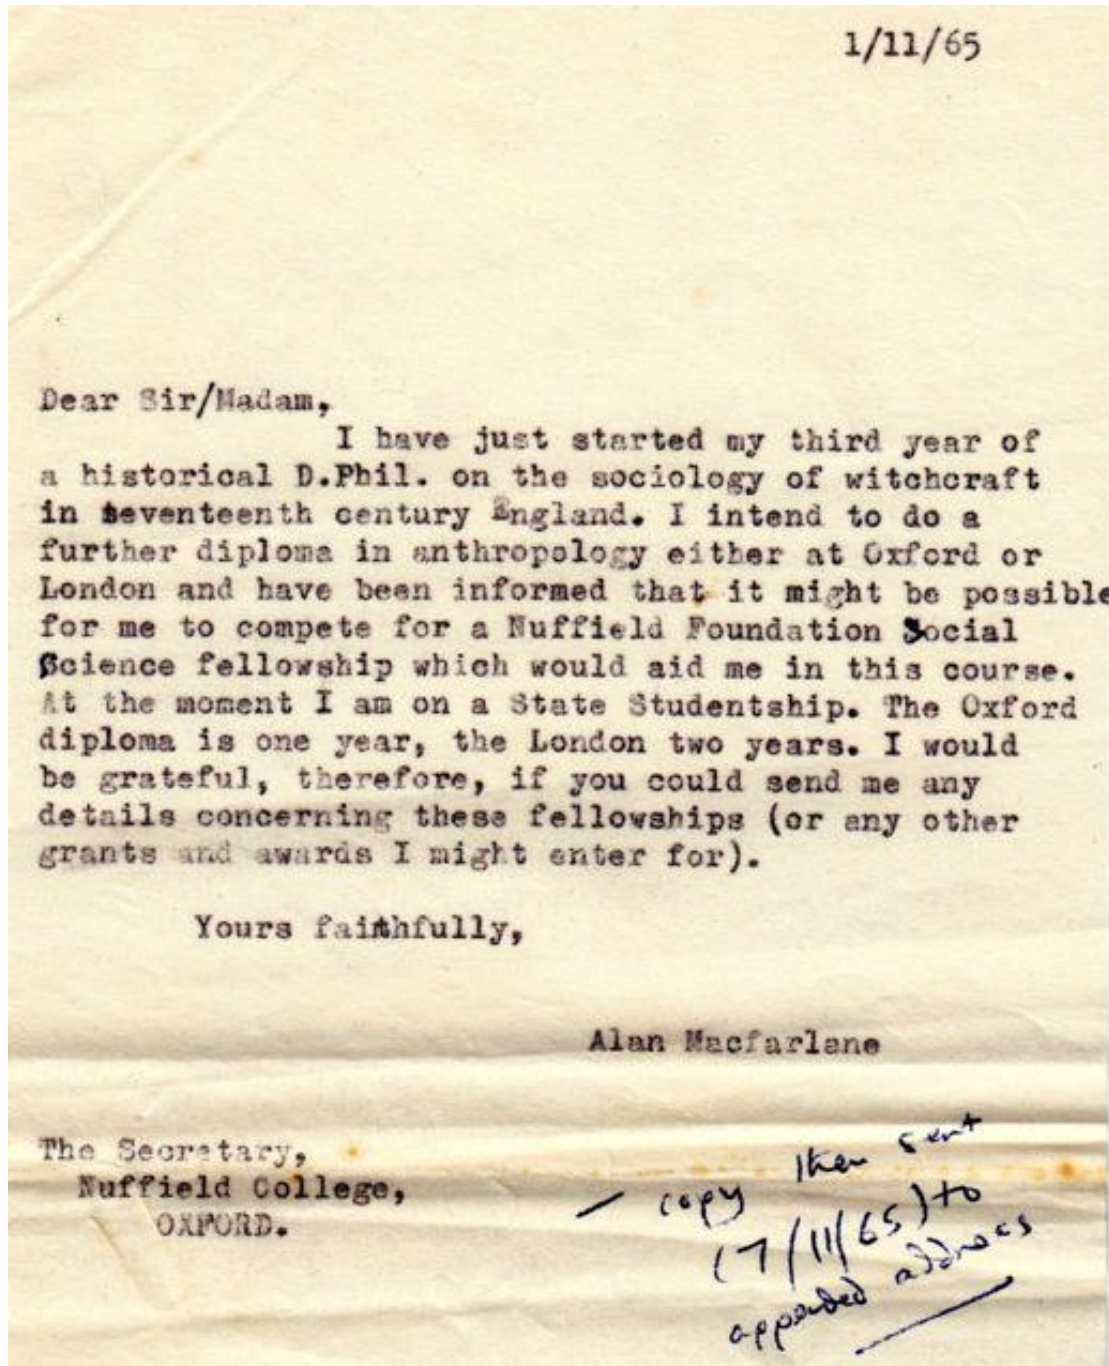 1/11/65
Dear Sir/Madam,
I have just started my third year of
a historical D.Phil. on the sociology of witchcraft
in seventeenth century England. I intend to do a
further diploma in anthropology either at Oxford or
London and have been informed that it might be possible
for me to compete for a Nuffield Foundation Social
Science fellowship which would aid me in this course.
At the moment I am on a State Studentship. The Oxford
diploma is one year, the London two years. I would
be grateful, therefore, if you could send me any
details concerning these fellowships (or any other
grants and awards I might enter for).
Yours faithfully,
Alan Macfarlane
The Secretary,
Nuffield College,
OXFORD.
– copy then sent
(7/11/65) to
appended address